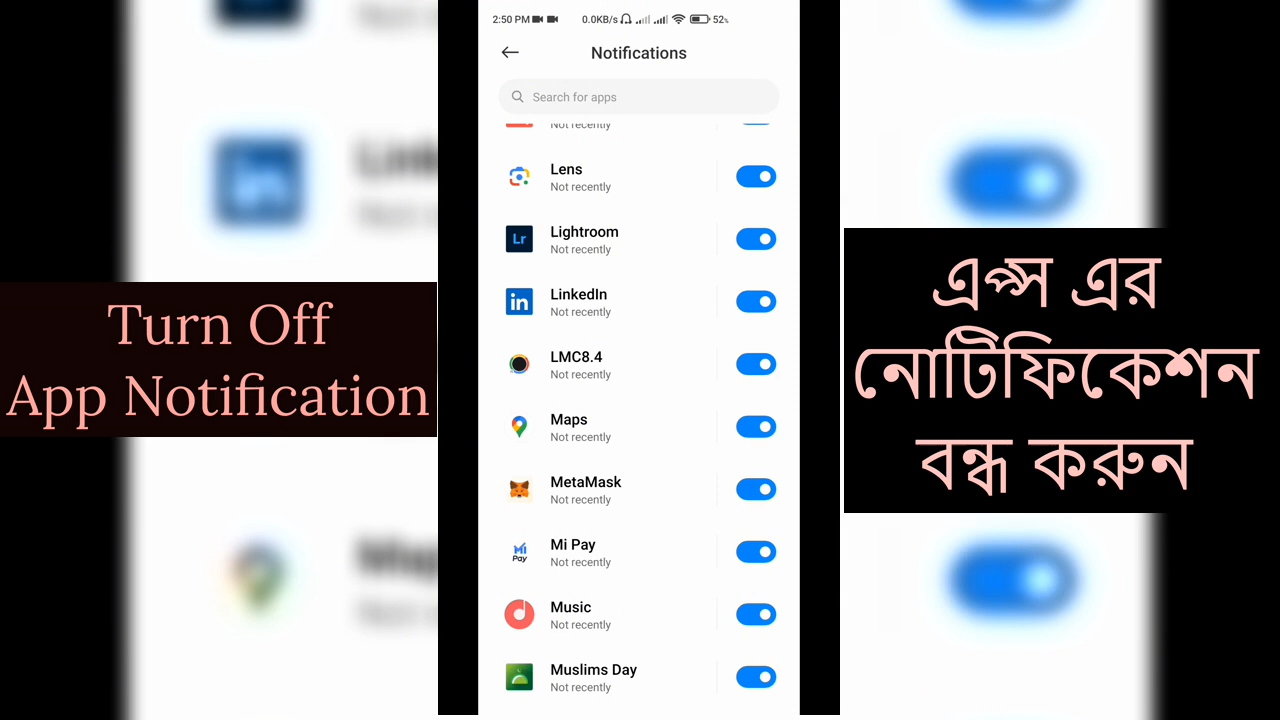 2:50 PM 0.0KB/s 52%
Notifications
Search for apps
Not recently
Lens
Not recently
Lr
Lightroom
Not recently
in
LinkedIn
Not recently
LMC8.4
Not recently
Maps
Not recently
MetaMask
Not recently
Mi Pay
Mi Pay
Not recently
Music
Not recently
Muslims Day
Not recently
Turn Off
App Notification
এপ্স এর
নোটিফিকেশন
বন্ধ করুন